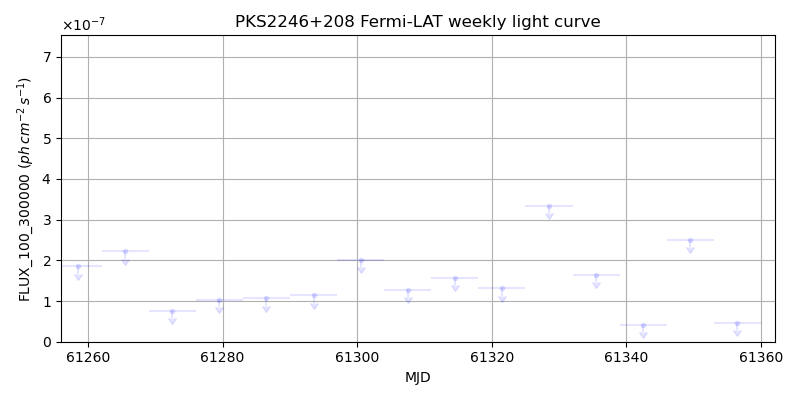 PKS2246+208 Fermi-LAT weekly light curve
×10⁻⁷
FLUX_100_300000 (ph cm⁻² s⁻¹)
7
6
5
4
3
2
1
0
61260 61280 61300 61320 61340 61360
MJD